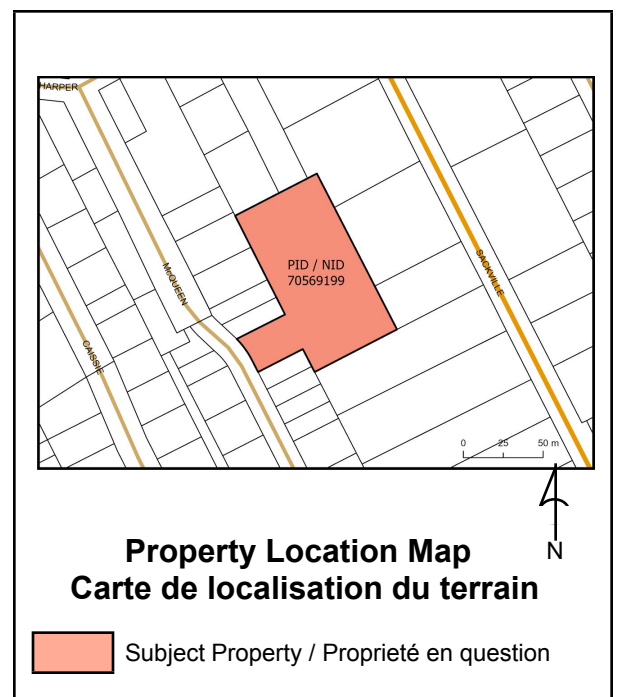 HARPER
McQUEEN
CAISSIE
SACKVILLE
PID / NID
70569199
0 25 50 m
N
Property Location Map
Carte de localisation du terrain
Subject Property / Proprieté en question